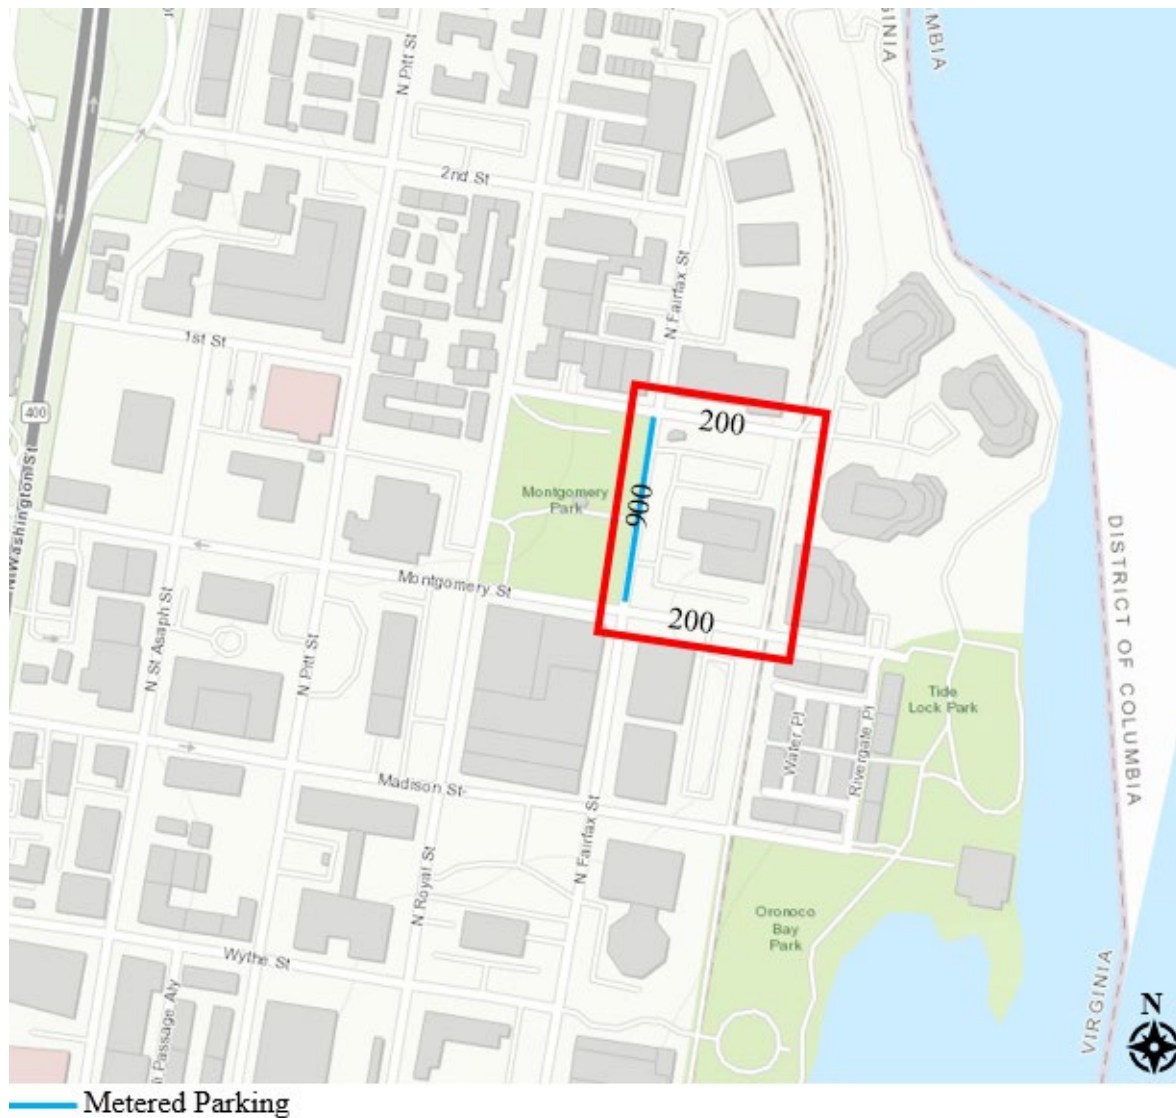 N Pitt St
VIRGINIA
COLUMBIA
2nd St
N Fairfax St
1st St
400
N Washington St
200
900
Montgomery
Park
Montgomery St
200
N St Asaph St
N Pitt St
Tide
Lock Park
DISTRICT OF COLUMBIA
Water Pl
Rivergate Pl
Madison St
N Fairfax St
N Royal St
Oronoco
Bay
Park
Wythe St
Passage Aly
VIRGINIA
N
Metered Parking